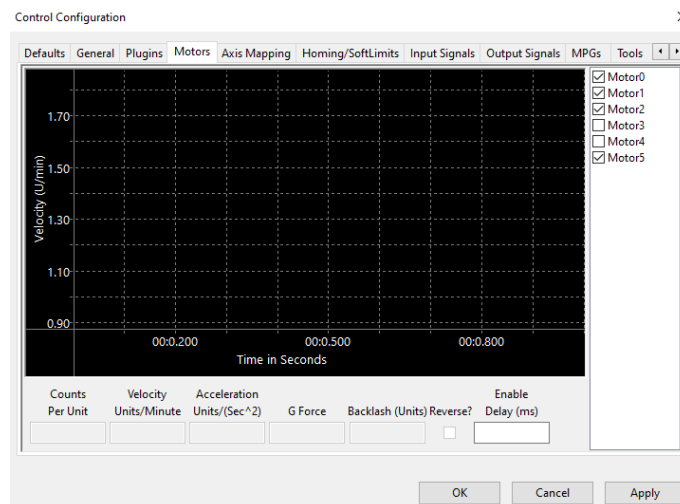 Control Configuration
Defaults General Plugins Motors Axis Mapping Homing/SoftLimits Input Signals Output Signals MPGs Tools
Motor0
Motor1
Motor2
Motor3
Motor4
Motor5
Velocity (U/min)
1.70
1.50
1.30
1.10
0.90
00:0.200 00:0.500 00:0.800
Time in Seconds
Counts Velocity Acceleration Enable
Per Unit Units/Minute Units/(Sec^2) G Force Backlash (Units) Reverse? Delay (ms)
OK Cancel Apply